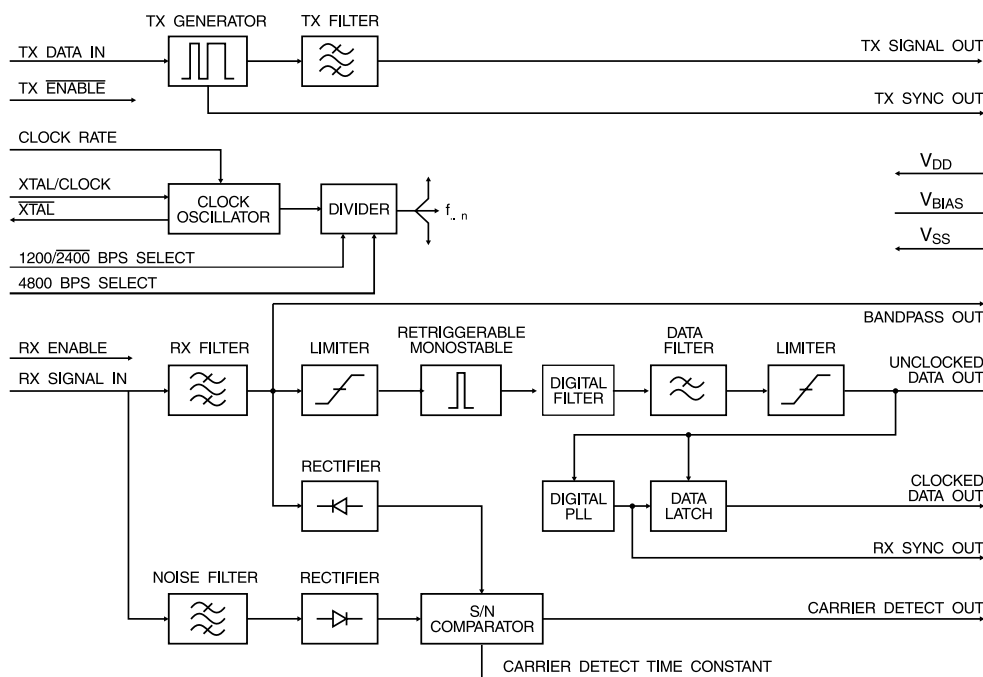 TX GENERATOR
TX FILTER
TX DATA IN
TX SIGNAL OUT
TX ENABLE
TX SYNC OUT
CLOCK RATE
XTAL/CLOCK
XTAL
CLOCK
OSCILLATOR
DIVIDER
f.. n
VDD
VBIAS
VSS
1200/2400 BPS SELECT
4800 BPS SELECT
BANDPASS OUT
RX ENABLE
RX FILTER
LIMITER
RETRIGGERABLE
MONOSTABLE
DATA
FILTER
LIMITER
UNCLOCKED
DATA OUT
RX SIGNAL IN
DIGITAL
FILTER
RECTIFIER
DIGITAL
PLL
DATA
LATCH
CLOCKED
DATA OUT
RX SYNC OUT
NOISE FILTER
RECTIFIER
S/N
COMPARATOR
CARRIER DETECT OUT
CARRIER DETECT TIME CONSTANT